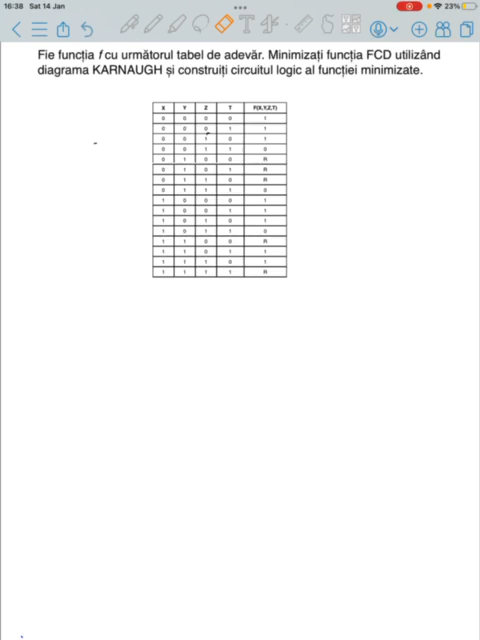 16:38 Sat 14 Jan 23%
Fie funcția f cu următorul tabel de adevăr. Minimizați funcția FCD utilizând
diagrama KARNAUGH și construiți circuitul logic al funcției minimizate.
X Y Z T F(X,Y,Z,T)
0 0 0 0 1
0 0 0 1 1
0 0 1 0 1
0 0 1 1 0
0 1 0 0 R
0 1 0 1 R
0 1 1 0 R
0 1 1 1 0
1 0 0 0 1
1 0 0 1 1
1 0 1 0 1
1 0 1 1 0
1 1 0 0 R
1 1 0 1 1
1 1 1 0 1
1 1 1 1 R